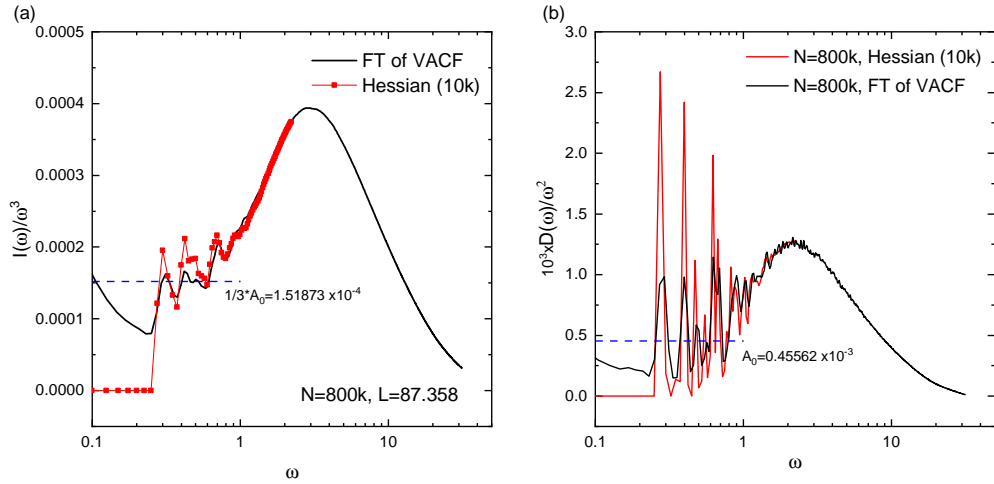 (a)
0.0005
0.0004
0.0003
0.0002
0.0001
0.0000
I(ω)/ω³
FT of VACF
Hessian (10k)
1/3*A₀=1.51873 x10⁻⁴
N=800k, L=87.358
0.1
1
10
ω
(b)
3.0
2.5
2.0
1.5
1.0
0.5
0.0
10³xD(ω)/ω²
N=800k, Hessian (10k)
N=800k, FT of VACF
A₀=0.45562 x10⁻³
0.1
1
10
ω